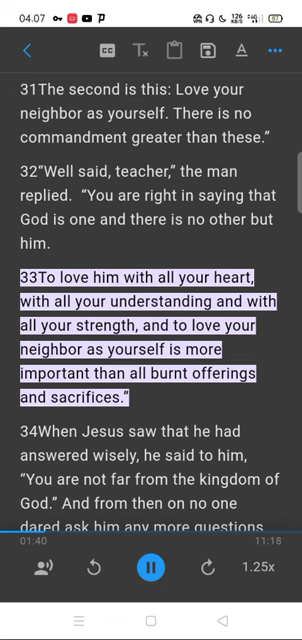 04.07
126
KB/S
4G
87
CC
31The second is this: Love your
neighbor as yourself. There is no
commandment greater than these.”
32“Well said, teacher,” the man
replied. “You are right in saying that
God is one and there is no other but
him.
33To love him with all your heart,
with all your understanding and with
all your strength, and to love your
neighbor as yourself is more
important than all burnt offerings
and sacrifices.”
34When Jesus saw that he had
answered wisely, he said to him,
“You are not far from the kingdom of
God.” And from then on no one
dared ask him any more questions
01:40
11:18
1.25x